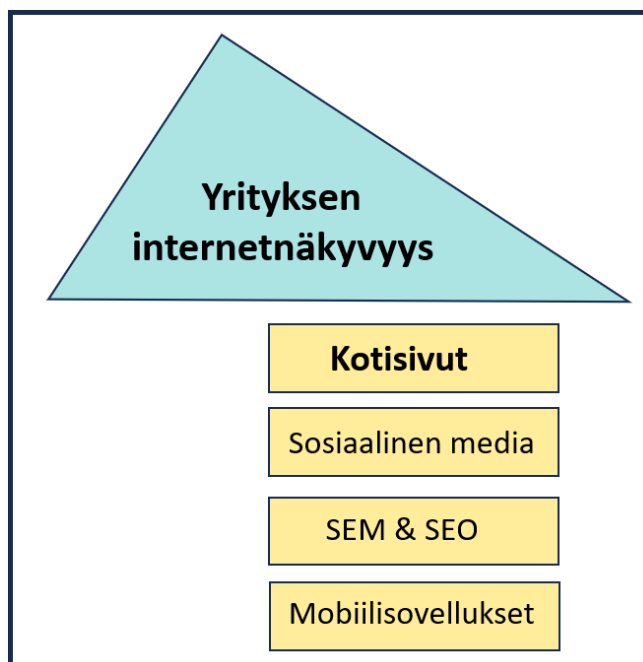 Yrityksen
internetnäkyvyys
Kotisivut
Sosiaalinen media
SEM & SEO
Mobiilisovellukset